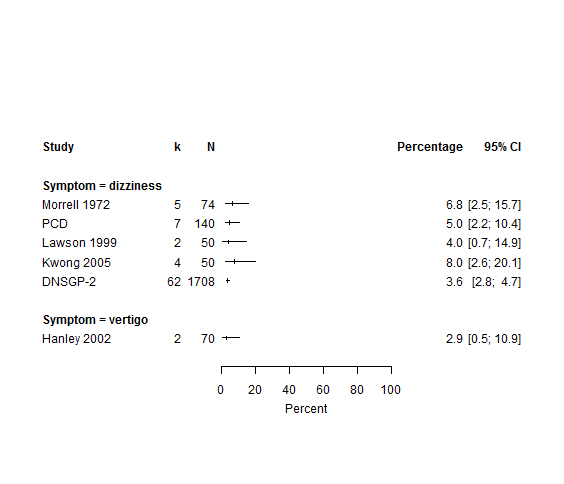 Study k N Percentage 95% CI
Symptom = dizziness
Morrell 1972 5 74 6.8 [2.5; 15.7]
PCD 7 140 5.0 [2.2; 10.4]
Lawson 1999 2 50 4.0 [0.7; 14.9]
Kwong 2005 4 50 8.0 [2.6; 20.1]
DNSGP-2 62 1708 3.6 [2.8; 4.7]
Symptom = vertigo
Hanley 2002 2 70 2.9 [0.5; 10.9]
0 20 40 60 80 100
Percent